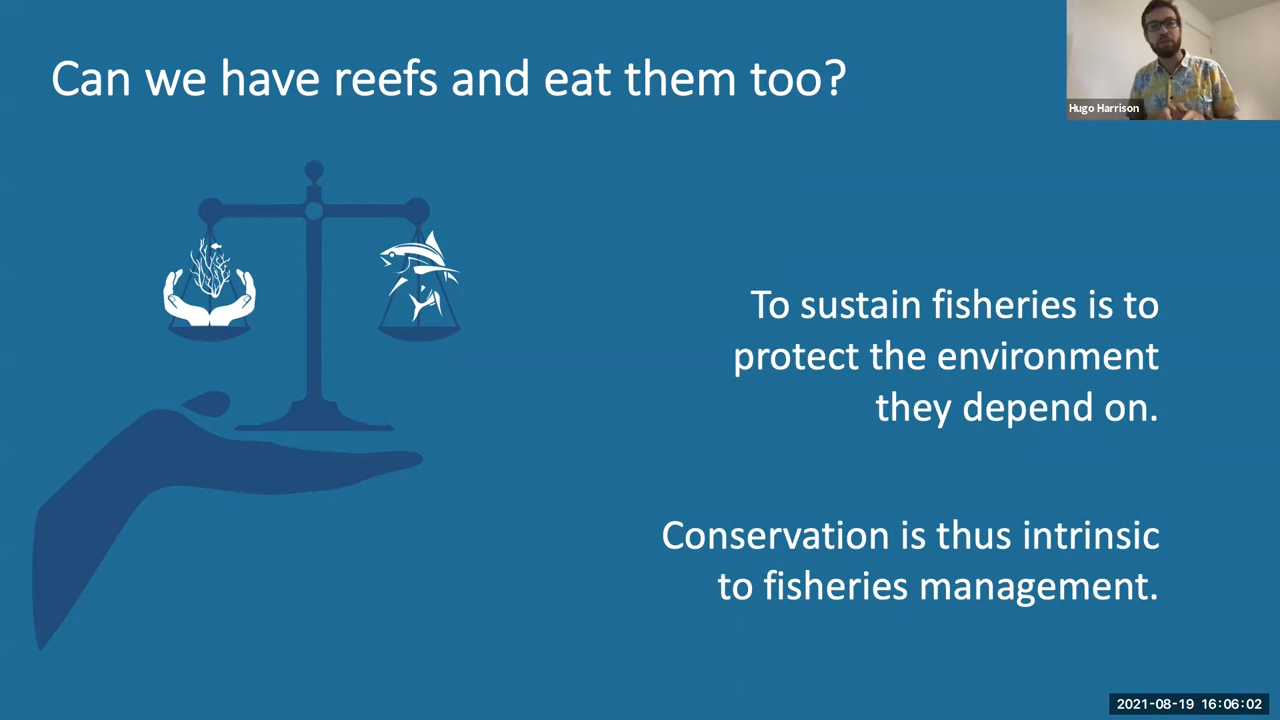 Can we have reefs and eat them too?
Hugo Harrison
To sustain fisheries is to
protect the environment
they depend on.
Conservation is thus intrinsic
to fisheries management.
2021-08-19 16:06:02